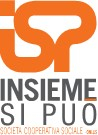 isp
INSIEME
SI PUÒ
SOCIETÀ COOPERATIVA SOCIALE ONLUS